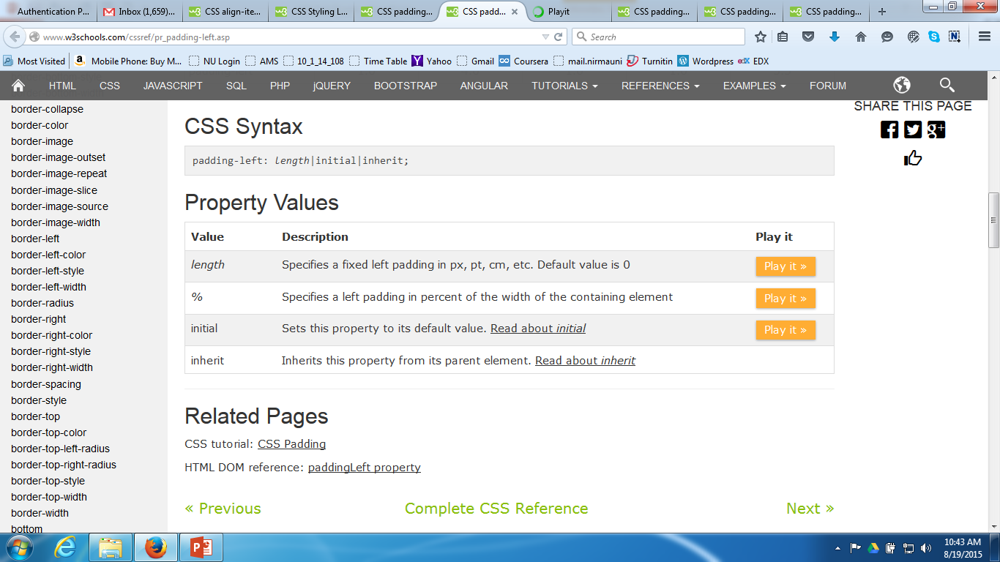 Authentication P... Inbox (1,659)... CSS align-ite... CSS Styling L... CSS padding... CSS padd... Playit CSS padding... CSS padding... CSS padding...
www.w3schools.com/cssref/pr_padding-left.asp Search
Most Visited Mobile Phone: Buy M... NU Login AMS 10_1_14_108 Time Table Yahoo Gmail Coursera mail.nirmauni Turnitin Wordpress edX EDX
HTML CSS JAVASCRIPT SQL PHP jQUERY BOOTSTRAP ANGULAR TUTORIALS REFERENCES EXAMPLES FORUM
border-collapse
border-color
border-image
border-image-outset
border-image-repeat
border-image-slice
border-image-source
border-image-width
border-left
border-left-color
border-left-style
border-left-width
border-radius
border-right
border-right-color
border-right-style
border-right-width
border-spacing
border-style
border-top
border-top-color
border-top-left-radius
border-top-right-radius
border-top-style
border-top-width
border-width
bottom
CSS Syntax
padding-left: length|initial|inherit;
Property Values
Value Description Play it
length Specifies a fixed left padding in px, pt, cm, etc. Default value is 0 Play it »
% Specifies a left padding in percent of the width of the containing element Play it »
initial Sets this property to its default value. Read about initial Play it »
inherit Inherits this property from its parent element. Read about inherit
Related Pages
CSS tutorial: CSS Padding
HTML DOM reference: paddingLeft property
« Previous Complete CSS Reference Next »
SHARE THIS PAGE
10:43 AM
8/19/2015